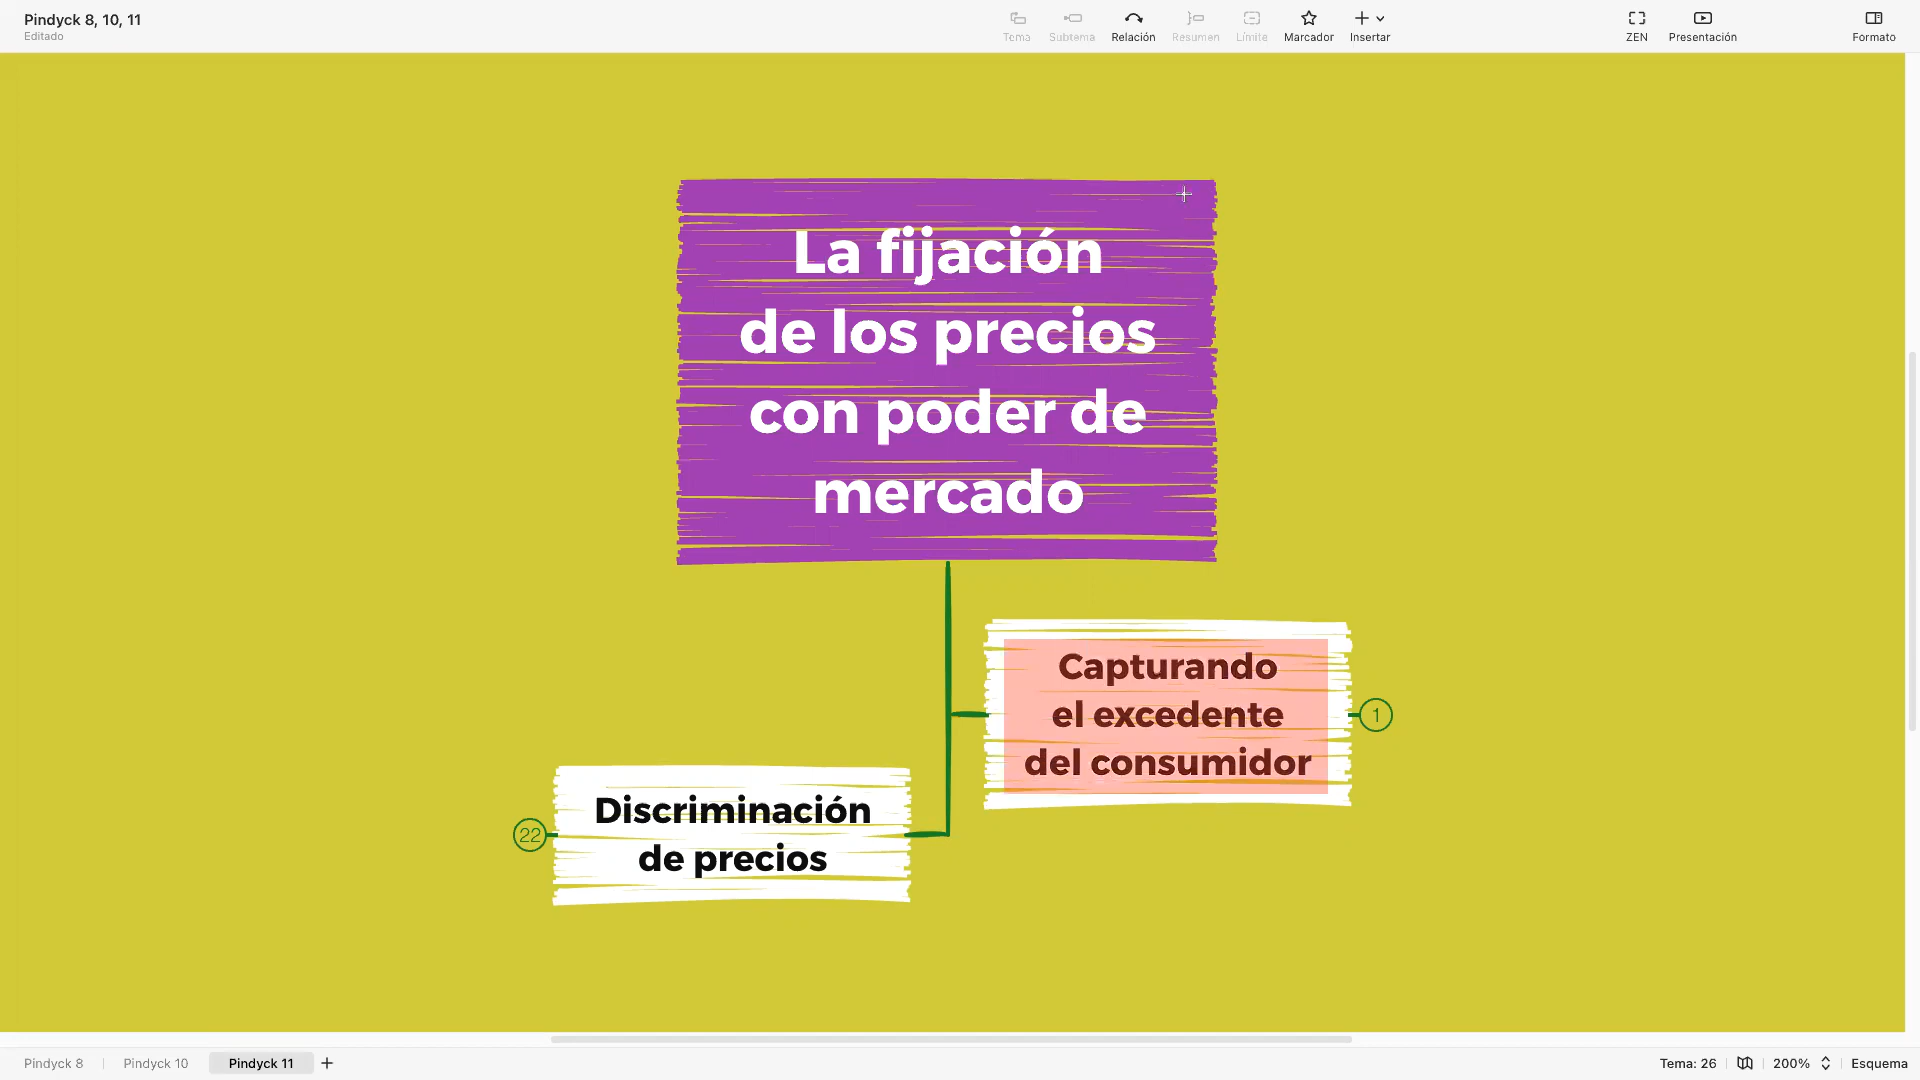 Pindyck 8, 10, 11
Editado
Tema
Subtema
Relación
Resumen
Límite
Marcador
Insertar
ZEN
Presentación
Formato
La fijación
de los precios
con poder de
mercado
Capturando
el excedente
del consumidor
1
Discriminación
de precios
22
Pindyck 8
Pindyck 10
Pindyck 11
Tema: 26
200%
Esquema